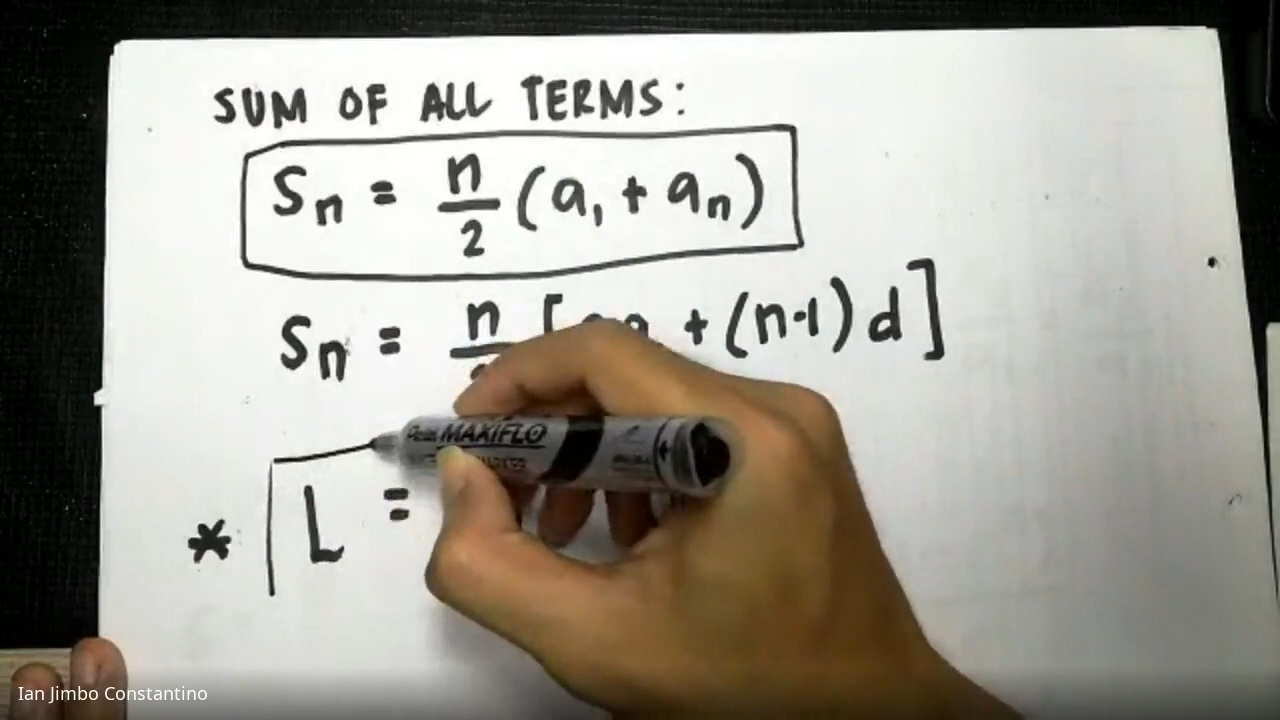 SUM OF ALL TERMS:
Sn = n/2 (a1 + an)
Sn = n [ + (n-1) d ]
MAXIFLO
* L =
Ian Jimbo Constantino